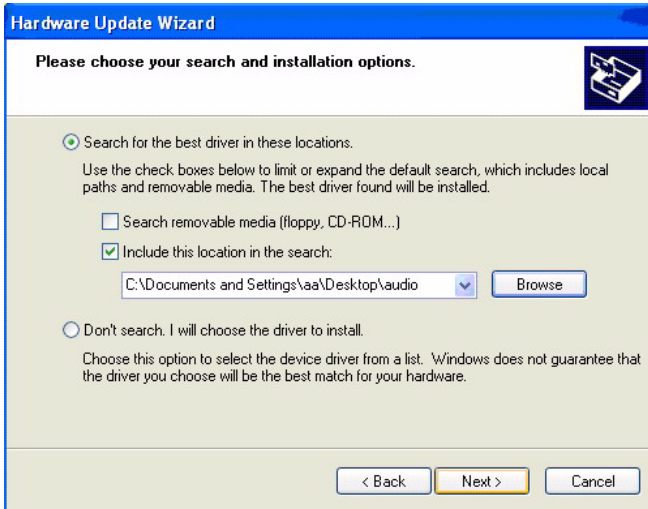 Hardware Update Wizard
Please choose your search and installation options.
Search for the best driver in these locations.
Use the check boxes below to limit or expand the default search, which includes local
paths and removable media. The best driver found will be installed.
Search removable media (floppy, CD-ROM...)
Include this location in the search:
C:\Documents and Settings\aa\Desktop\audio
Browse
Don't search. I will choose the driver to install.
Choose this option to select the device driver from a list. Windows does not guarantee that
the driver you choose will be the best match for your hardware.
< Back Next > Cancel